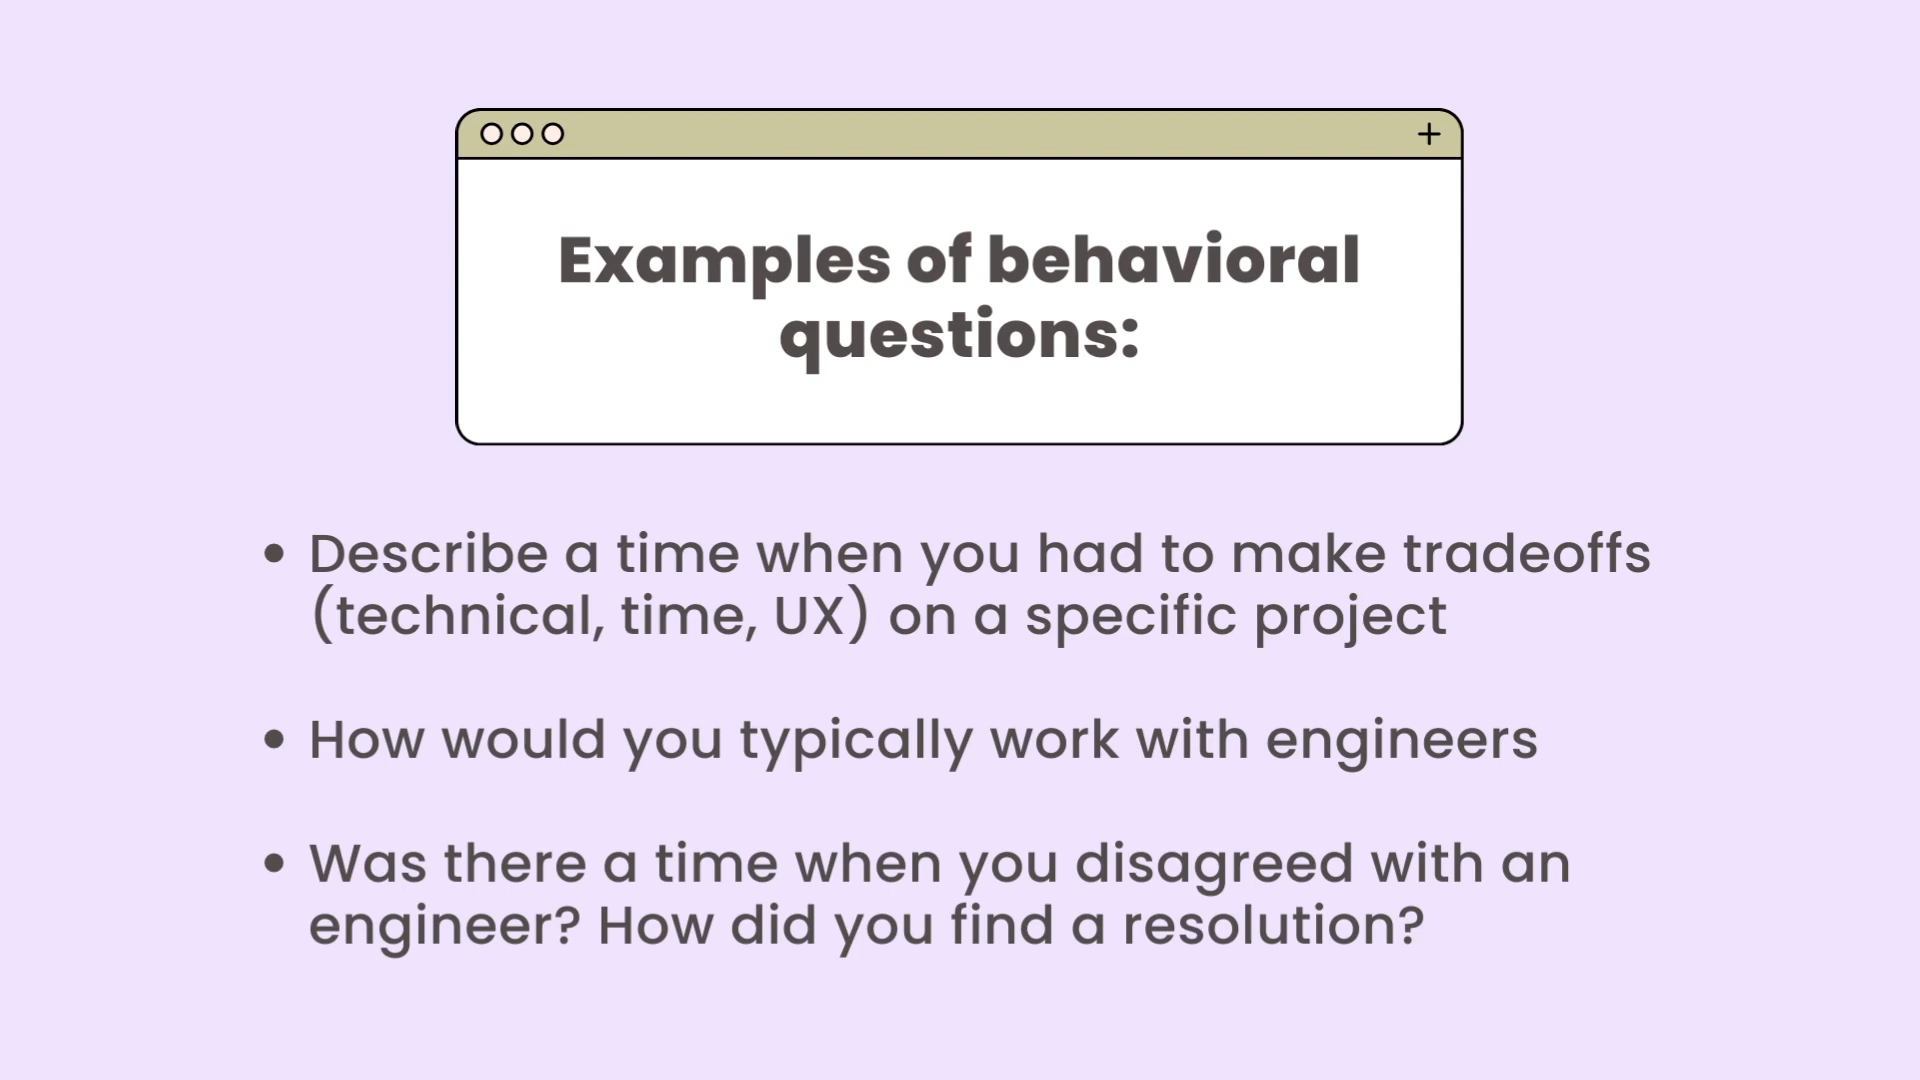 Examples of behavioral
questions:
• Describe a time when you had to make tradeoffs
(technical, time, UX) on a specific project
• How would you typically work with engineers
• Was there a time when you disagreed with an
engineer? How did you find a resolution?